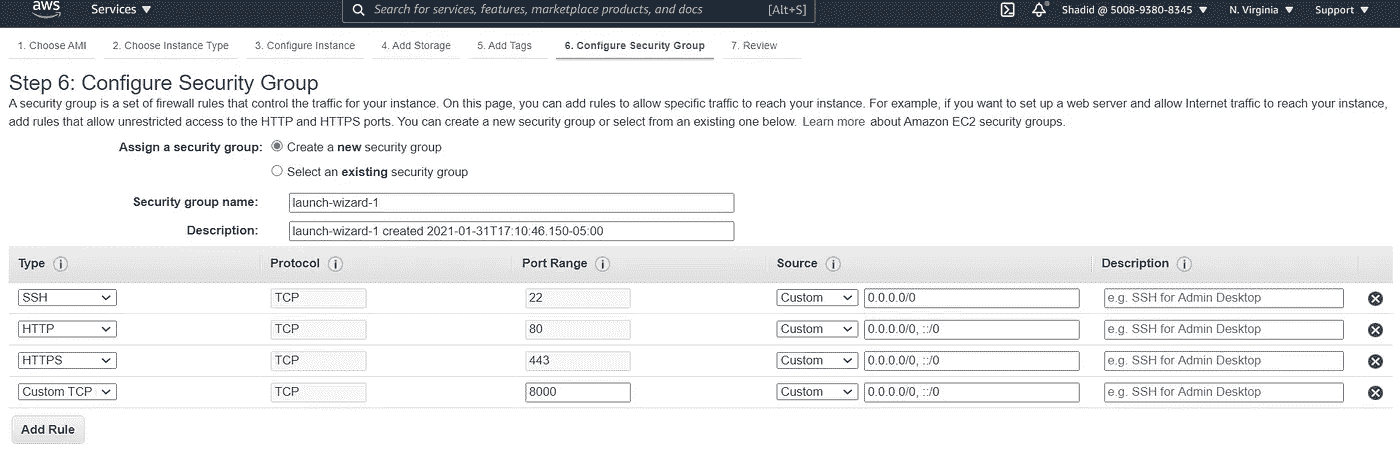 aws Services Search for services, features, marketplace products, and docs [Alt+S] Shadid @ 5008-9380-8345 N. Virginia Support
1. Choose AMI 2. Choose Instance Type 3. Configure Instance 4. Add Storage 5. Add Tags 6. Configure Security Group 7. Review
Step 6: Configure Security Group
A security group is a set of firewall rules that control the traffic for your instance. On this page, you can add rules to allow specific traffic to reach your instance. For example, if you want to set up a web server and allow Internet traffic to reach your instance,
add rules that allow unrestricted access to the HTTP and HTTPS ports. You can create a new security group or select from an existing one below. Learn more about Amazon EC2 security groups.
Assign a security group: Create a new security group
Select an existing security group
Security group name: launch-wizard-1
Description: launch-wizard-1 created 2021-01-31T17:10:46.150-05:00
Type i Protocol i Port Range i Source i Description i
SSH TCP 22 Custom 0.0.0.0/0 e.g. SSH for Admin Desktop
HTTP TCP 80 Custom 0.0.0.0/0, ::/0 e.g. SSH for Admin Desktop
HTTPS TCP 443 Custom 0.0.0.0/0, ::/0 e.g. SSH for Admin Desktop
Custom TCP TCP 8000 Custom 0.0.0.0/0, ::/0 e.g. SSH for Admin Desktop
Add Rule